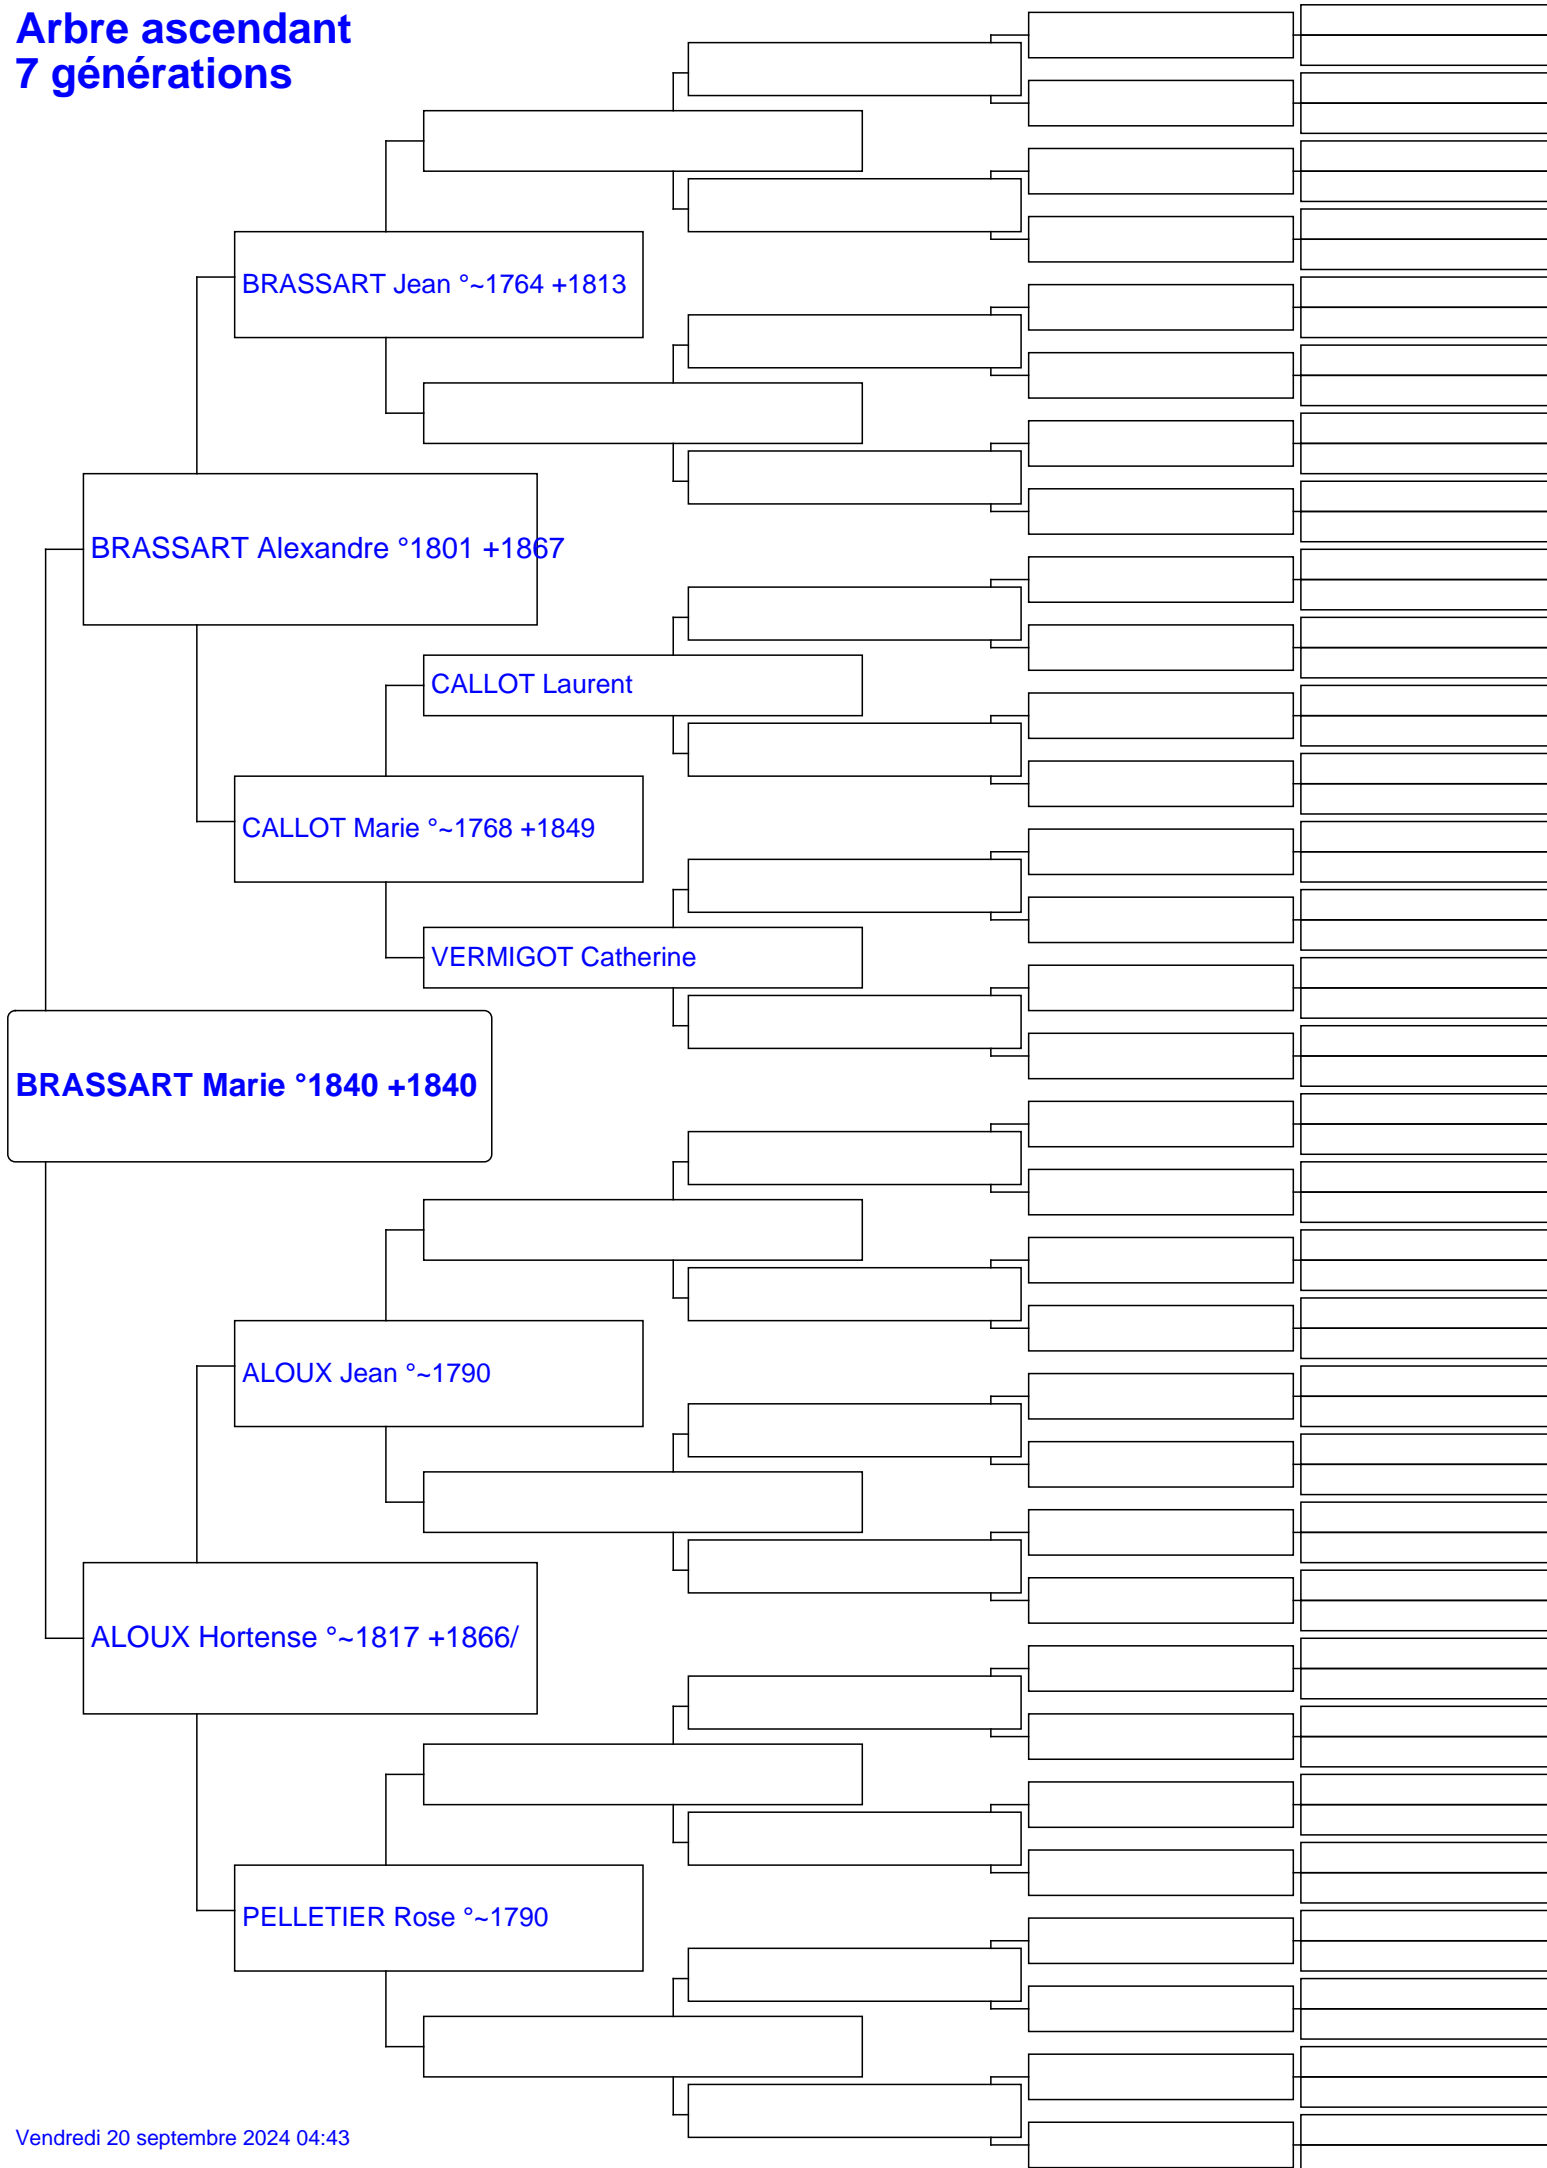 Arbre ascendant
7 générations
BRASSART Jean °~1764 +1813
BRASSART Alexandre °1801 +1867
CALLOT Laurent
CALLOT Marie °~1768 +1849
VERMIGOT Catherine
BRASSART Marie °1840 +1840
ALOUX Jean °~1790
ALOUX Hortense °~1817 +1866/
PELLETIER Rose °~1790
Vendredi 20 septembre 2024 04:43